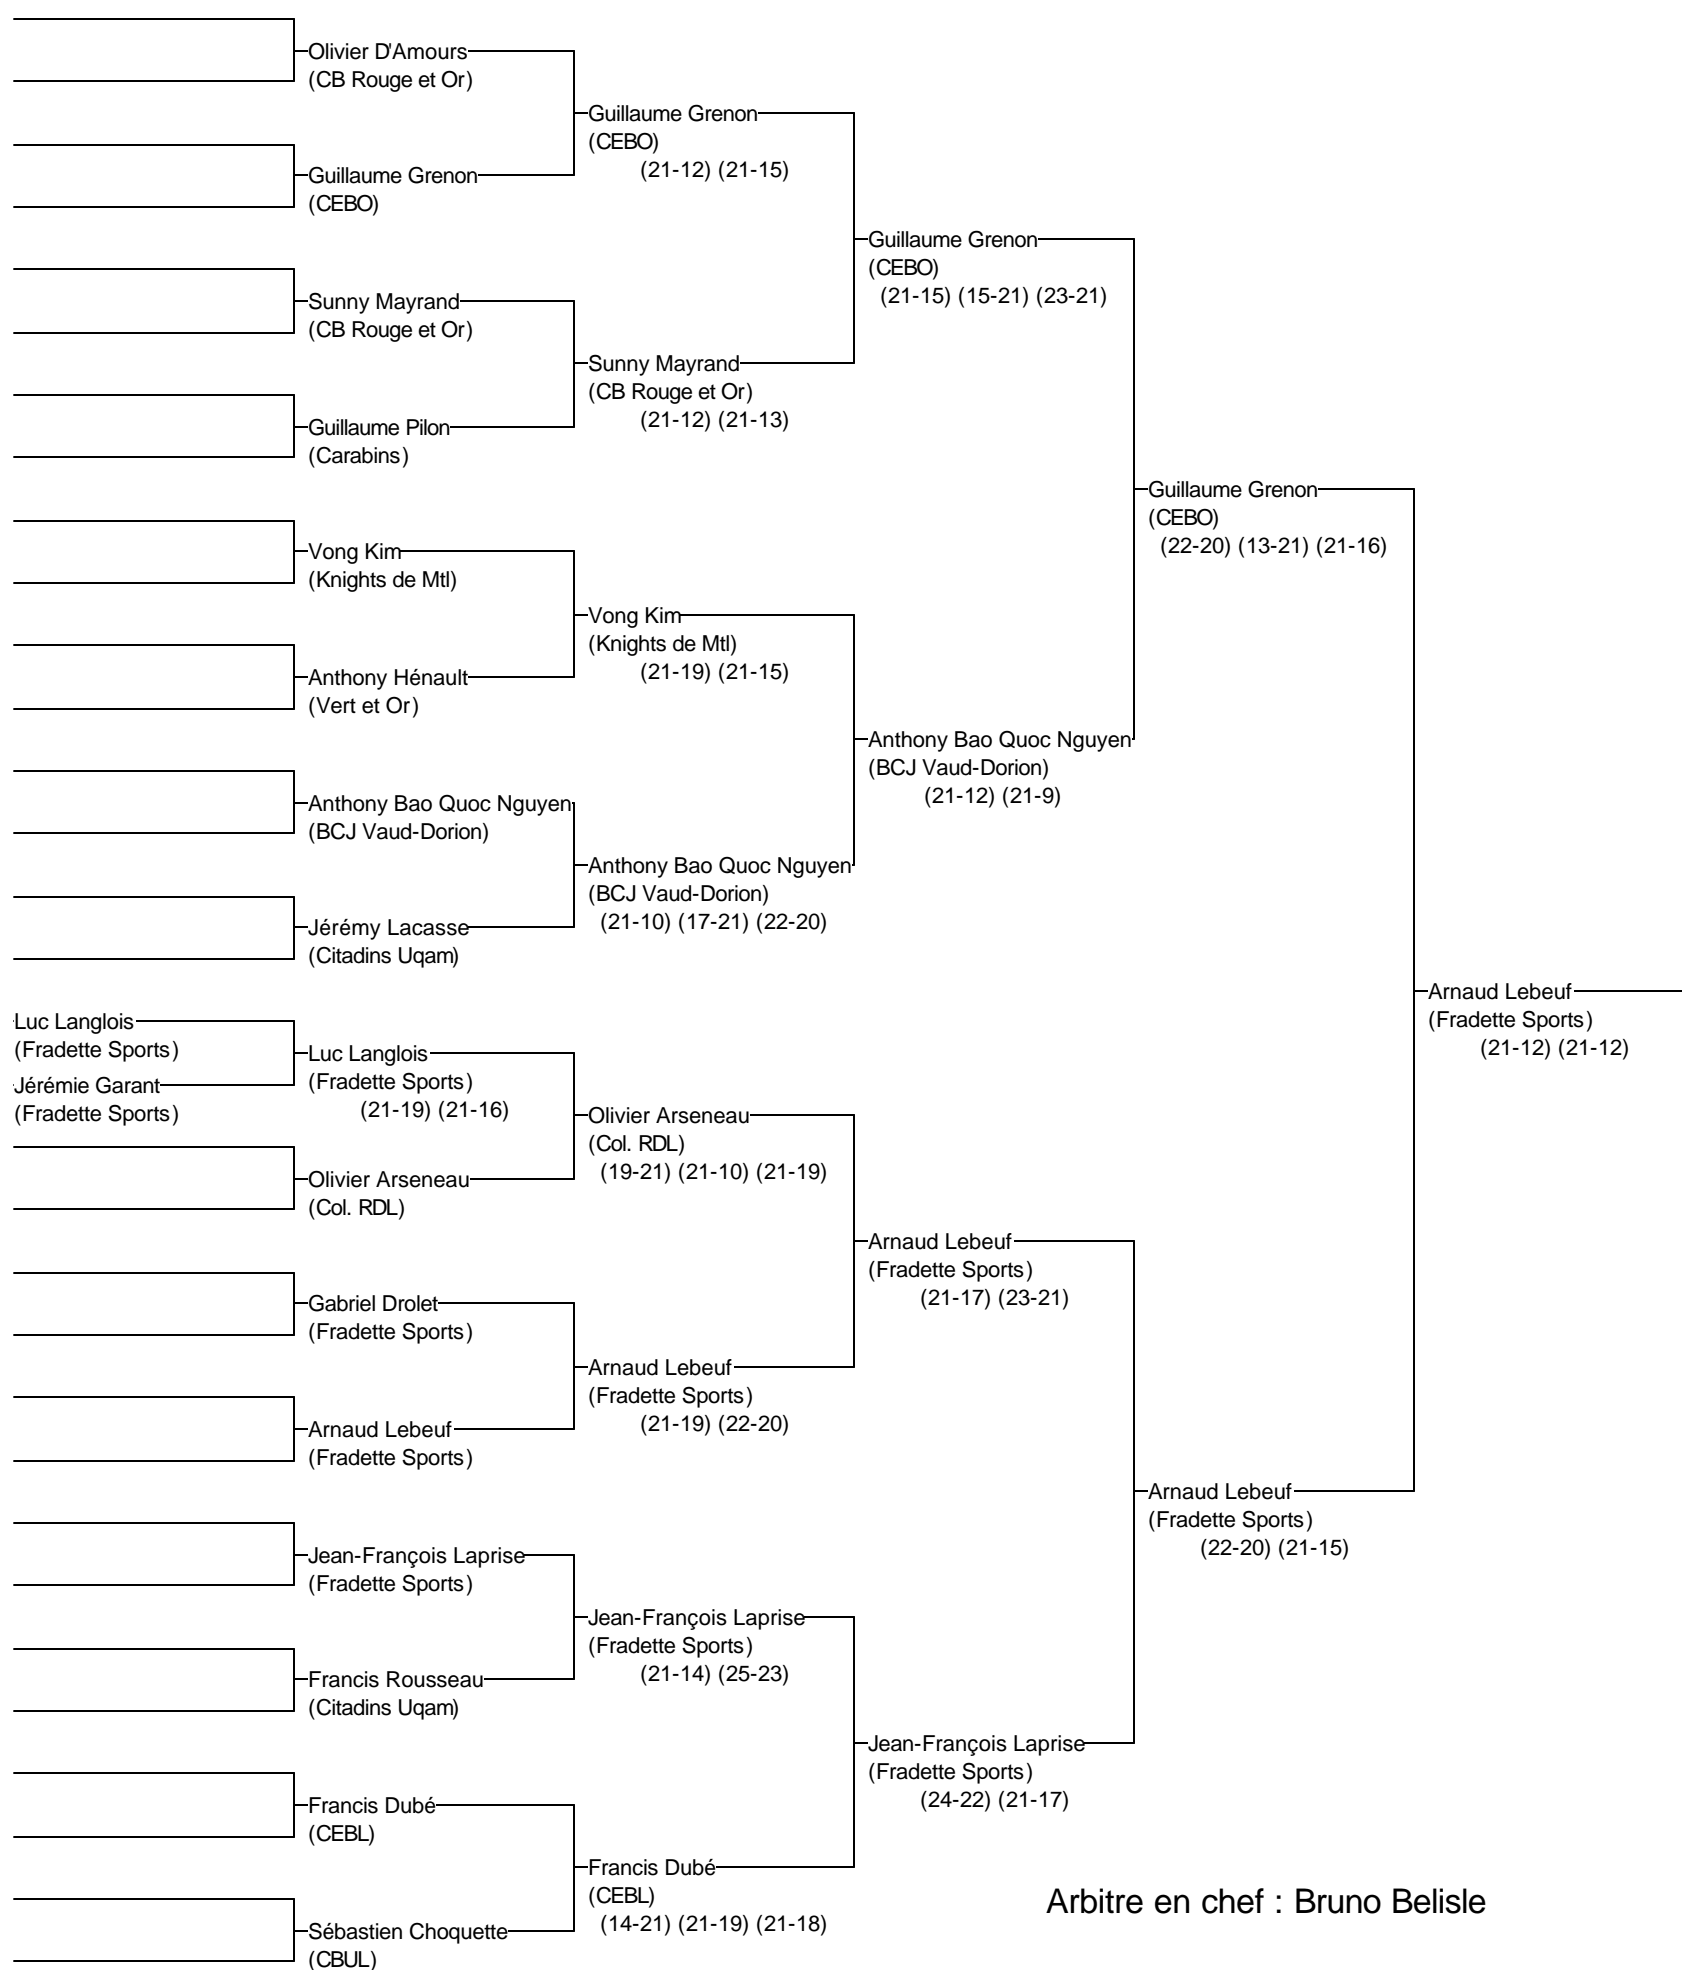 Olivier D'Amours
(CB Rouge et Or)
Guillaume Grenon
(CEBO)
(21-12) (21-15)
Guillaume Grenon
(CEBO)
Guillaume Grenon
(CEBO)
(21-15) (15-21) (23-21)
Sunny Mayrand
(CB Rouge et Or)
Sunny Mayrand
(CB Rouge et Or)
(21-12) (21-13)
Guillaume Pilon
(Carabins)
Guillaume Grenon
(CEBO)
(22-20) (13-21) (21-16)
Vong Kim
(Knights de Mtl)
Vong Kim
(Knights de Mtl)
(21-19) (21-15)
Anthony Hénault
(Vert et Or)
Anthony Bao Quoc Nguyen
(BCJ Vaud-Dorion)
(21-12) (21-9)
Anthony Bao Quoc Nguyen
(BCJ Vaud-Dorion)
Anthony Bao Quoc Nguyen
(BCJ Vaud-Dorion)
(21-10) (17-21) (22-20)
Jérémy Lacasse
(Citadins Uqam)
Arnaud Lebeuf
(Fradette Sports)
(21-12) (21-12)
Luc Langlois
(Fradette Sports)
Jérémie Garant
(Fradette Sports)
Luc Langlois
(Fradette Sports)
(21-19) (21-16)
Olivier Arseneau
(Col. RDL)
(19-21) (21-10) (21-19)
Olivier Arseneau
(Col. RDL)
Arnaud Lebeuf
(Fradette Sports)
(21-17) (23-21)
Gabriel Drolet
(Fradette Sports)
Arnaud Lebeuf
(Fradette Sports)
(21-19) (22-20)
Arnaud Lebeuf
(Fradette Sports)
Arnaud Lebeuf
(Fradette Sports)
(22-20) (21-15)
Jean-François Laprise
(Fradette Sports)
Jean-François Laprise
(Fradette Sports)
(21-14) (25-23)
Francis Rousseau
(Citadins Uqam)
Jean-François Laprise
(Fradette Sports)
(24-22) (21-17)
Francis Dubé
(CEBL)
Francis Dubé
(CEBL)
(14-21) (21-19) (21-18)
Sébastien Choquette
(CBUL)
Arbitre en chef : Bruno Belisle